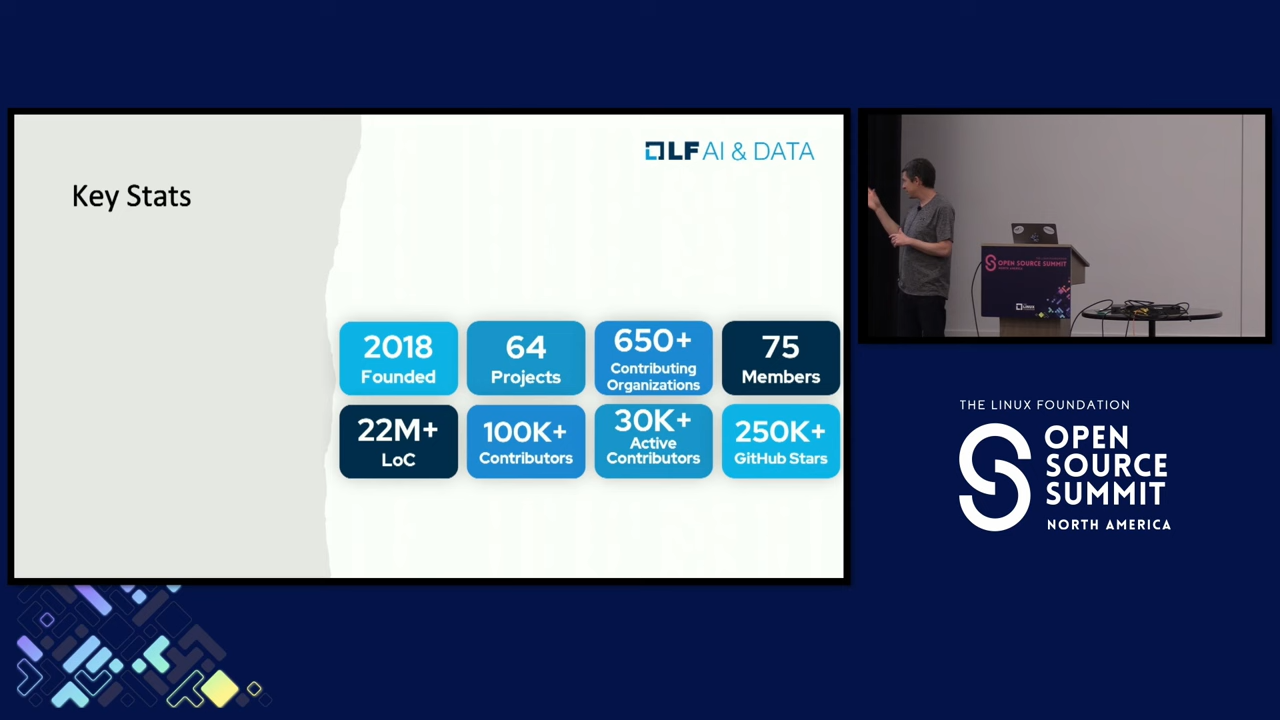 Key Stats
LF AI & DATA
2018
Founded
64
Projects
650+
Contributing
Organizations
75
Members
22M+
LoC
100K+
Contributors
30K+
Active
Contributors
250K+
GitHub Stars
OPEN SOURCE SUMMIT
THE LINUX FOUNDATION
OPEN
SOURCE
SUMMIT
NORTH AMERICA